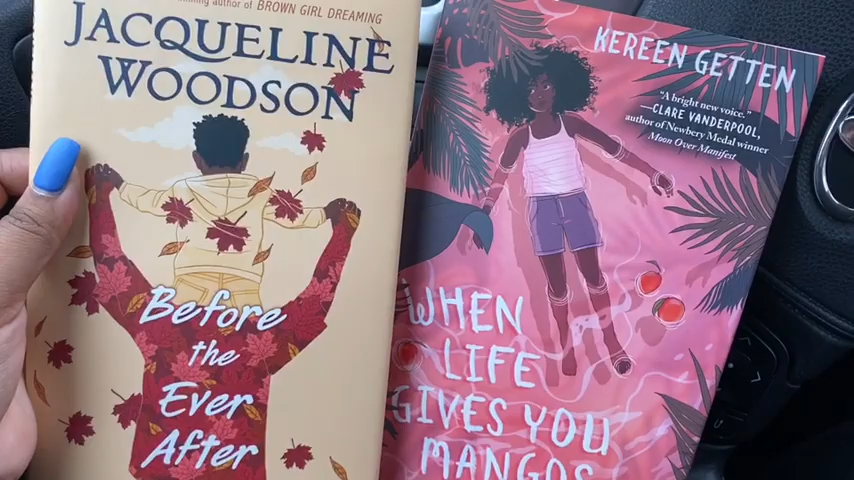 author of BROWN GIRL DREAMING
JACQUELINE
WOODSON
Before
the
Ever
After
KEREEN GETTEN
"A bright new voice."
—CLARE VANDERPOOL,
author of Newbery Medal winner
Moon Over Manifest
WHEN
LIFE
GIVES YOU
MANGOS